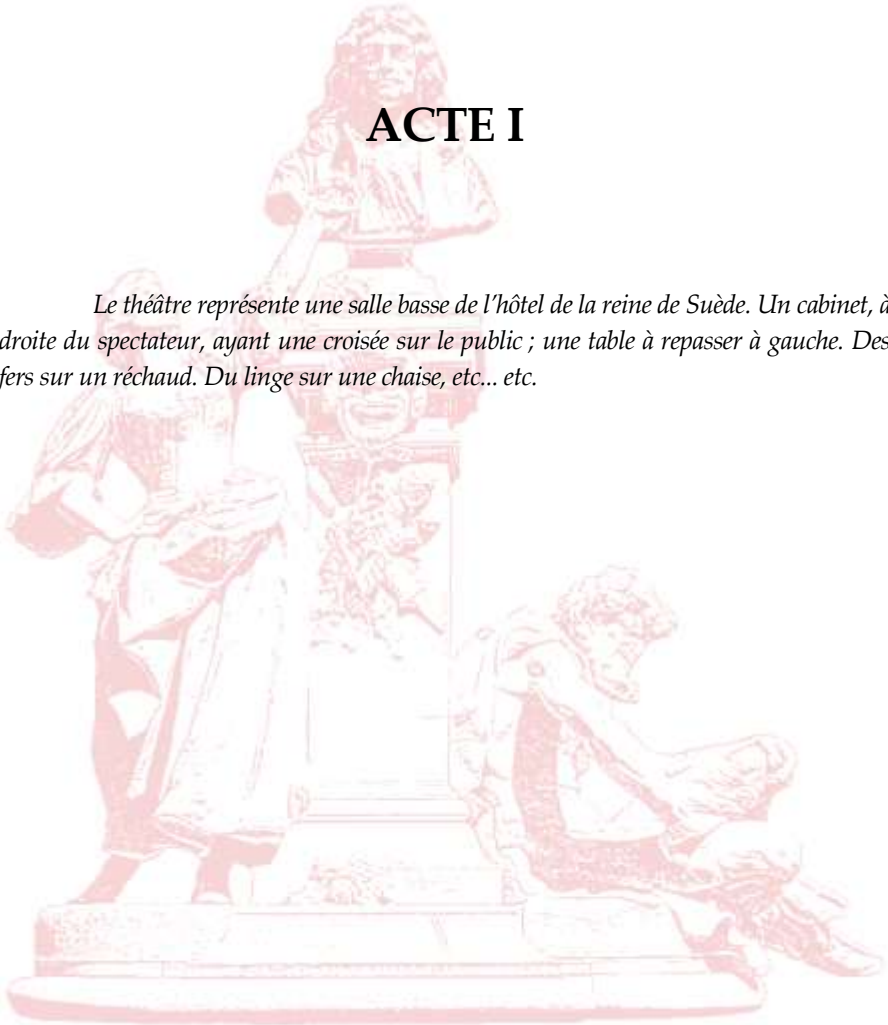 ACTE I
Le théâtre représente une salle basse de l’hôtel de la reine de Suède. Un cabinet, à
droite du spectateur, ayant une croisée sur le public ; une table à repasser à gauche. Des
fers sur un réchaud. Du linge sur une chaise, etc... etc.